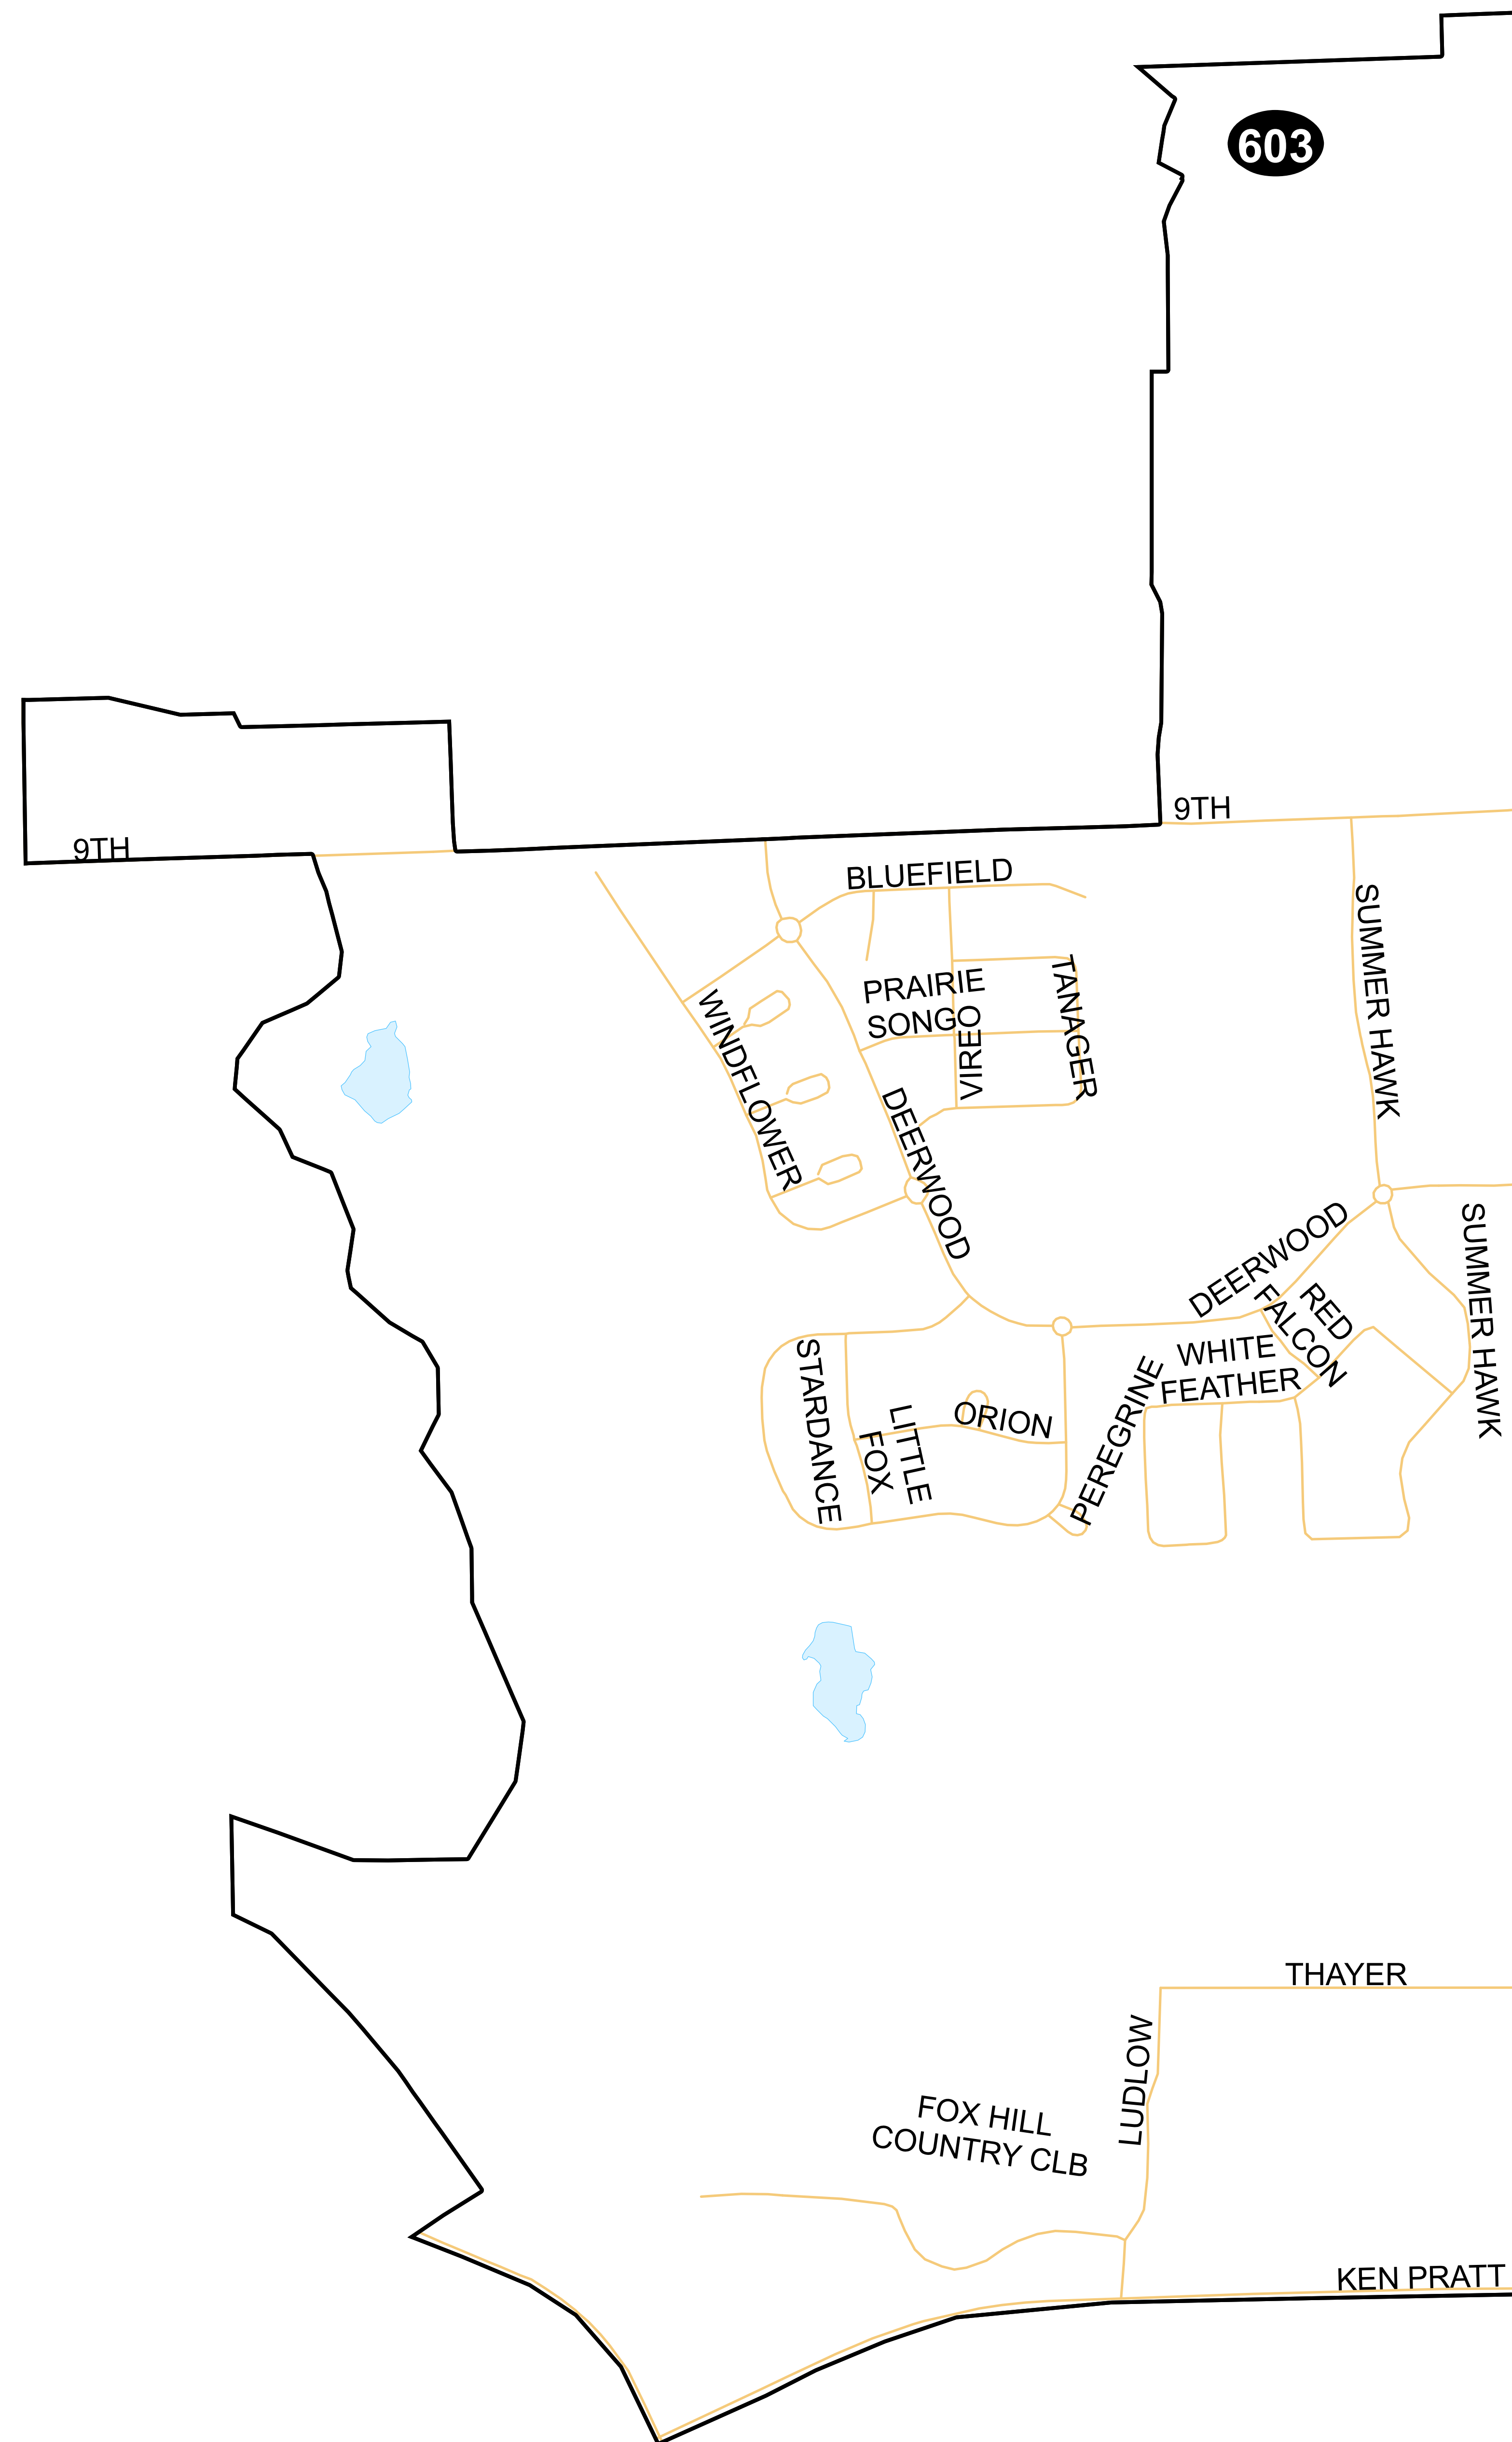 603
9TH
9TH
BLUEFIELD
SUMMER HAWK
PRAIRIE
SONG
TANAGER
WINDFLOWER
VIREO
DEERWOOD
DEERWOOD
SUMMER HAWK
RED
FALCON
WHITE
FEATHER
STARDANCE
PEREGRINE
ORION
LITTLE
FOX
THAYER
LUDLOW
FOX HILL
COUNTRY CLB
KEN PRATT